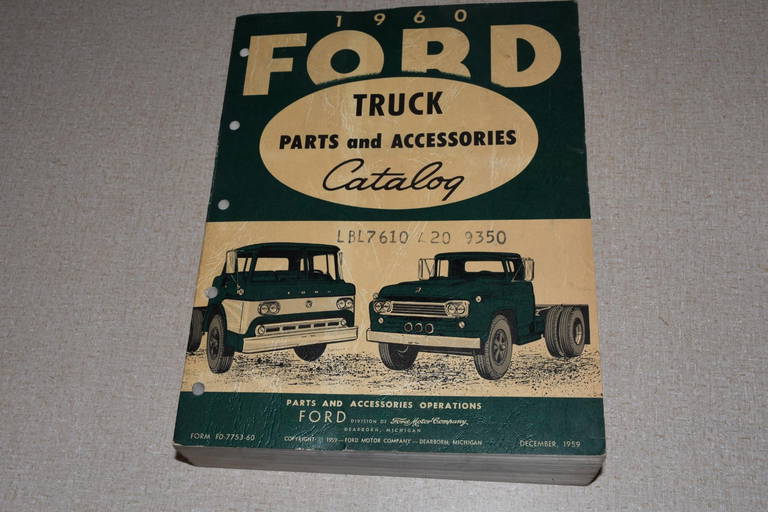 1960
FORD
TRUCK
PARTS and ACCESSORIES
Catalog
LBL7610 420 9350
FORD
PARTS AND ACCESSORIES OPERATIONS
FORD DIVISION OF Ford Motor Company,
DEARBORN, MICHIGAN
FORM FD-7753-60 COPYRIGHT © 1959—FORD MOTOR COMPANY—DEARBORN, MICHIGAN DECEMBER, 1959